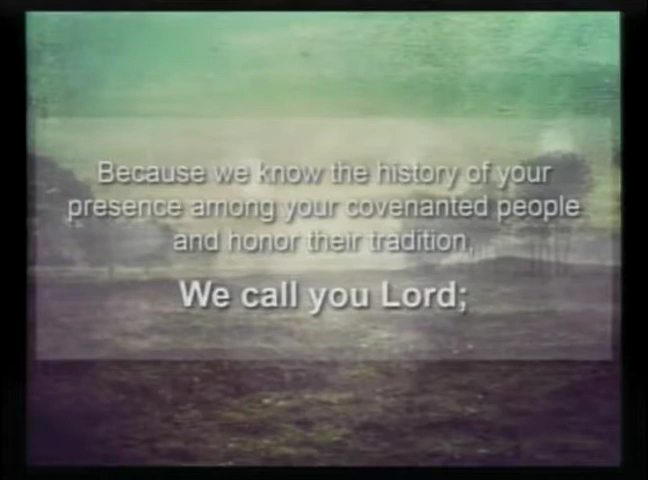 Because we know the history of your
presence among your covenanted people
and honor their tradition,
We call you Lord;